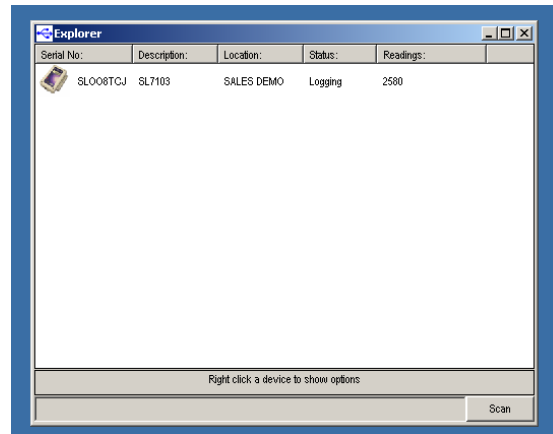 Explorer
Serial No: Description: Location: Status: Readings:
SLOO8TCJ SL7103 SALES DEMO Logging 2580
Right click a device to show options
Scan